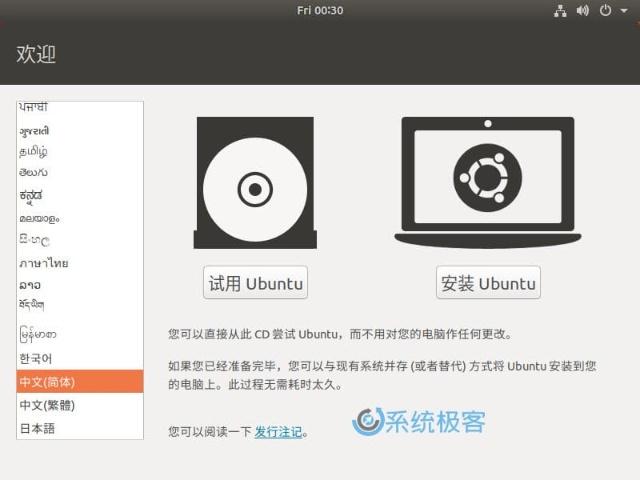 Fri 00:30
欢迎
ਪੰਜਾਬੀ
ગુજરાતી
தமிழ்
తెలుగు
ಕನ್ನಡ
മലയാളം
සිංහල
ภาษาไทย
ລາວ
བོད་ཡིག
မြန်မာစာ
한국어
中文(简体)
中文(繁體)
日本語
试用 Ubuntu
安装 Ubuntu
您可以直接从此 CD 尝试 Ubuntu，而不用对您的电脑作任何更改。
如果您已经准备完毕，您可以与现有系统并存 (或者替代) 方式将 Ubuntu 安装到您
的电脑上。此过程无需耗时太久。
您可以阅读一下 发行注记。
系统极客